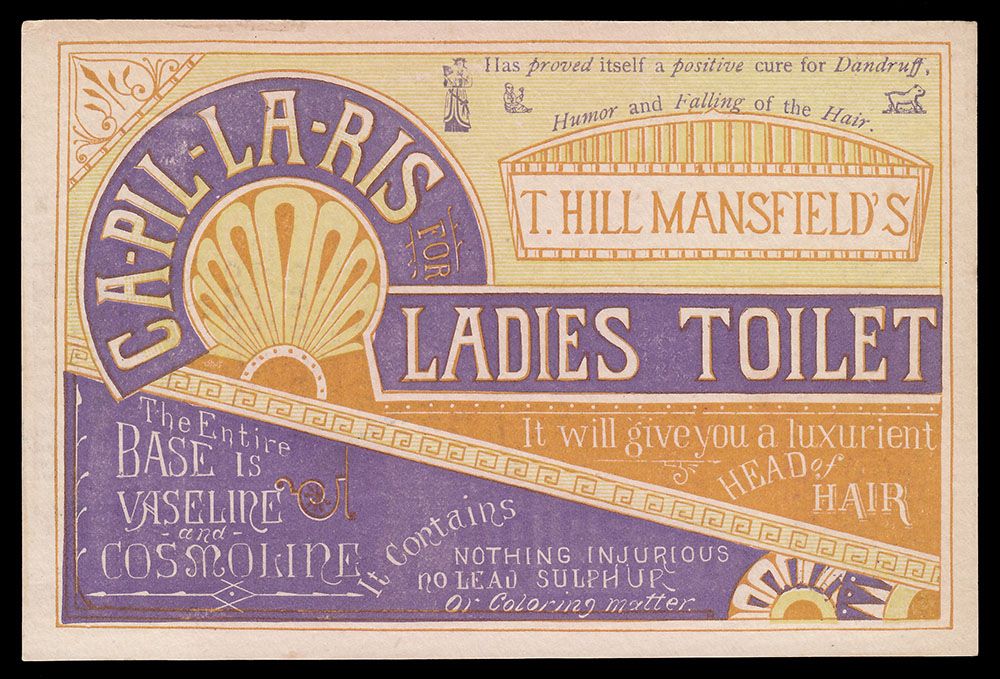 Has proved itself a positive cure for Dandruff,
Humor and Falling of the Hair.
T. HILL MANSFIELD'S
CA-PIL-LA-RIS
FOR
LADIES TOILET
It will give you a luxurient
HEAD of
HAIR
The Entire
BASE IS
VASELINE
-and-
COSMOLINE
It Contains
NOTHING INJURIOUS
NO LEAD SULPHUR
Or Coloring matter.